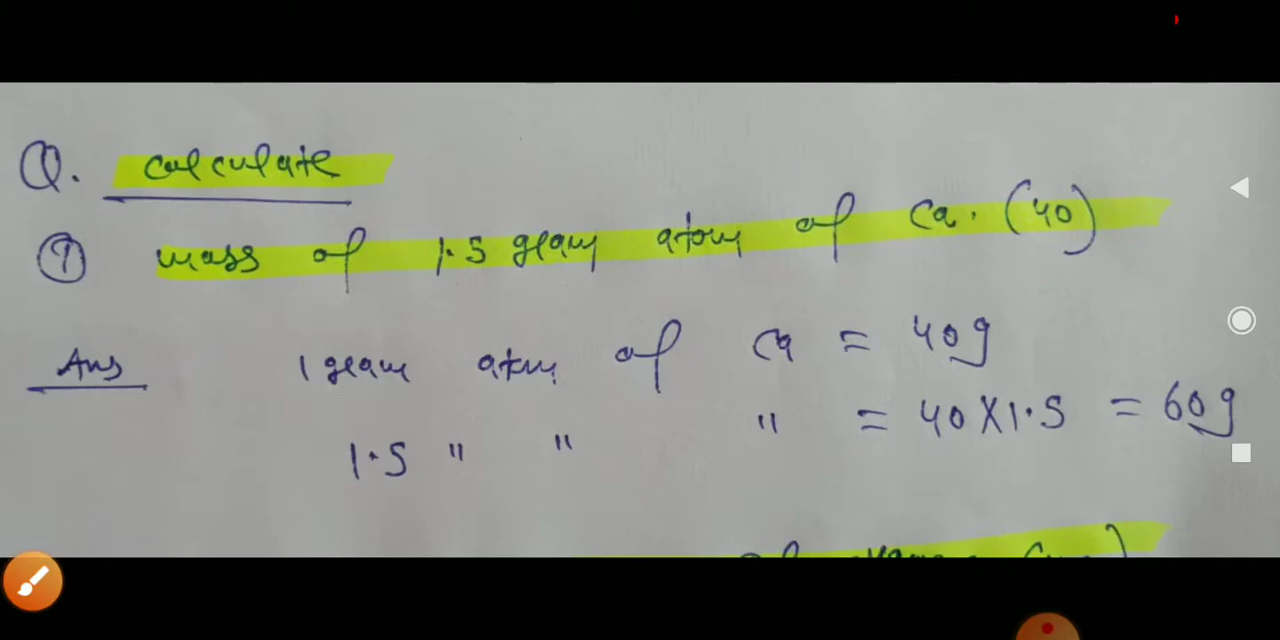 Q. calculate
① mass of 1.5 gram atom of Ca. (40)
Ans 1 gram atom of Ca = 40g
1.5 " " " = 40X1.5 = 60g